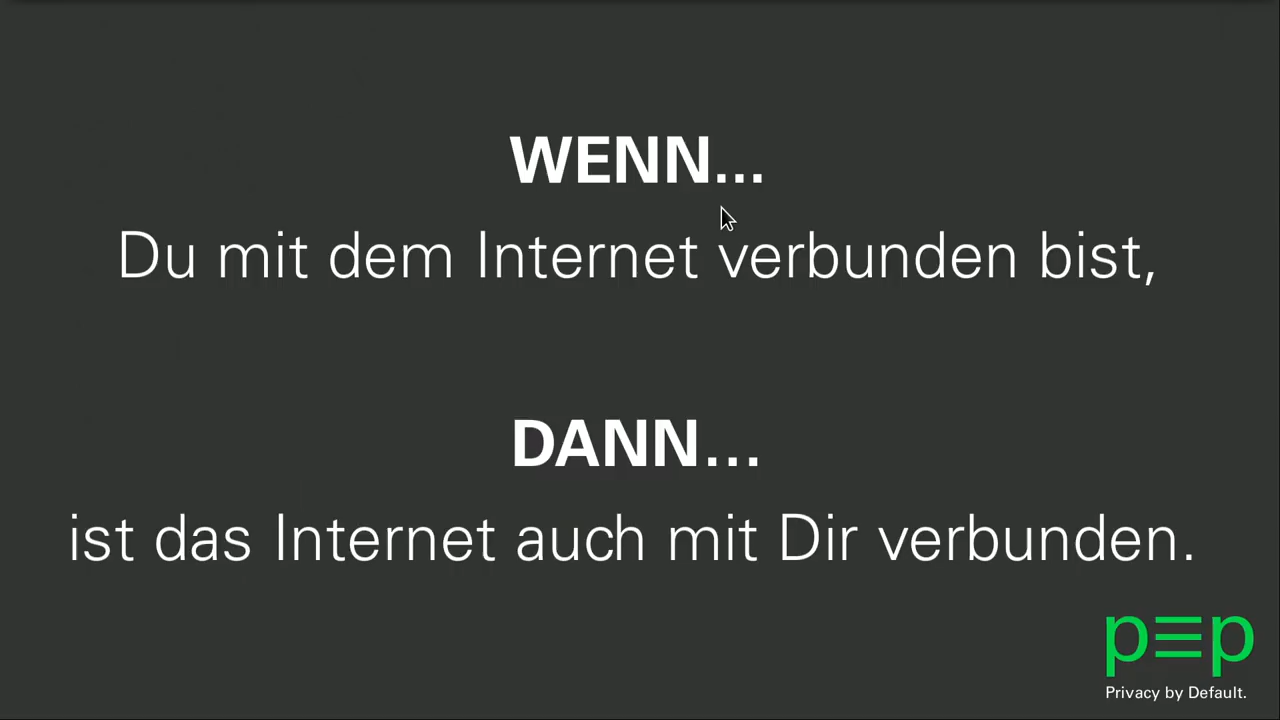 WENN...
Du mit dem Internet verbunden bist,
DANN...
ist das Internet auch mit Dir verbunden.
p≡p
Privacy by Default.